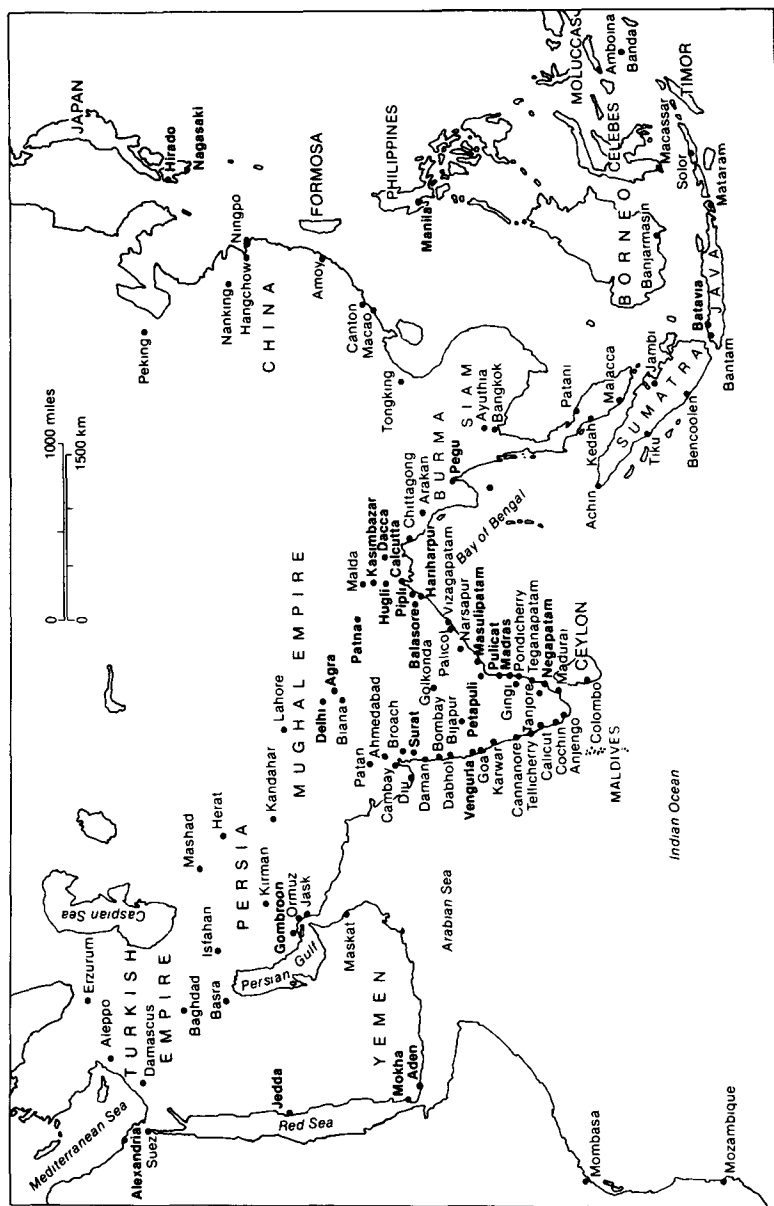 0
1000 miles
0
1500 km
Mediterranean Sea
Alexandria
Suez
Aleppo
Erzurum
TURKISH
EMPIRE
Damascus
Baghdad
Basra
Caspian Sea
Mashad
Herat
Isfahan
PERSIA
Kirman
Kandahar
Gombroon
Ormuz
Jask
Persian Gulf
Maskat
Jedda
Red Sea
YEMEN
Mokha
Aden
Arabian Sea
Mombasa
Mozambique
Indian Ocean
MUGHAL EMPIRE
Lahore
Delhi
Agra
Biana
Patna
Patan
Ahmedabad
Cambay
Broach
Diu
Surat
Daman
Bombay
Dabhol
Bijapur
Golkonda
Vengurla
Goa
Karwar
Cannanore
Tellicherry
Calicut
Cochin
Anjengo
Petapuli
Gingi
Tanjore
Malda
Kasimbazar
Dacca
Hugli
Calcutta
Pipli
Balasore
Hariharpur
Palicol
Vizagapatam
Narsapur
Masulipatam
Pulicat
Madras
Pondicherry
Teganapatam
Negapatam
Madurai
CEYLON
Colombo
MALDIVES
Chittagong
Arakan
BURMA
Pegu
Bay of Bengal
SIAM
Ayuthia
Bangkok
Patani
Kedah
Malacca
Achin
SUMATRA
Jambi
Tiku
Bencoolen
Peking
Nanking
Hangchow
Ningpo
CHINA
Amoy
Canton
Macao
Tongking
JAPAN
Hirado
Nagasaki
FORMOSA
PHILIPPINES
Manila
BORNEO
Banjarmasin
Batavia
JAVA
Bantam
Mataram
Solor
Macassar
CELEBES
TIMOR
MOLUCCAS
Amboina
Banda